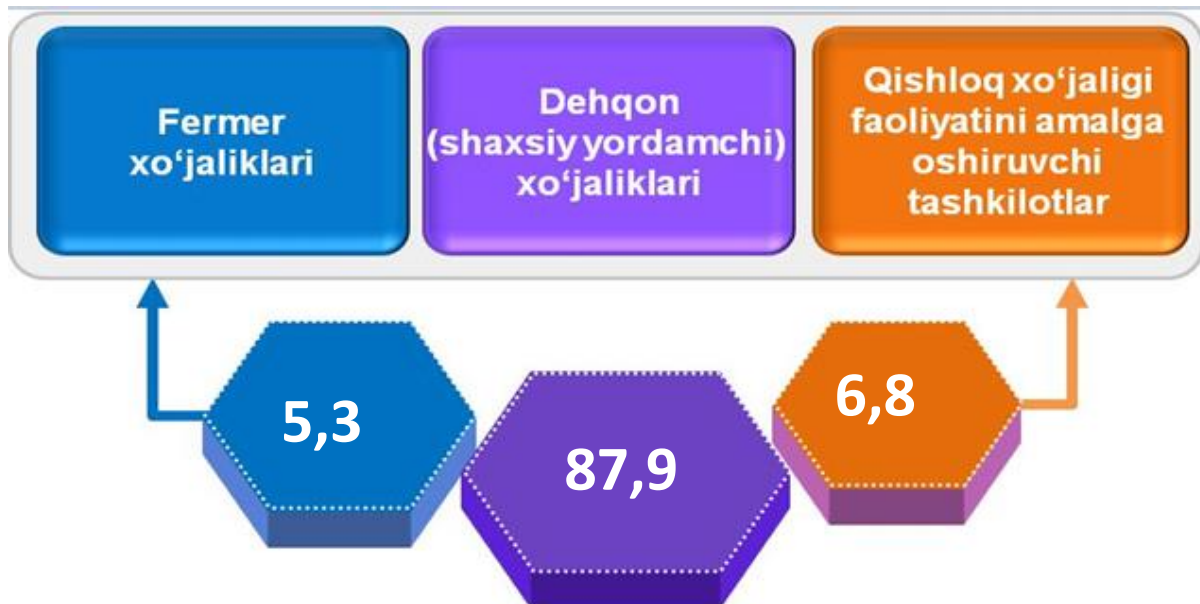 Fermer
xo‘jaliklari
Dehqon
(shaxsiy yordamchi)
xo‘jaliklari
Qishloq xo‘jaligi
faoliyatini amalga
oshiruvchi
tashkilotlar
5,3
87,9
6,8